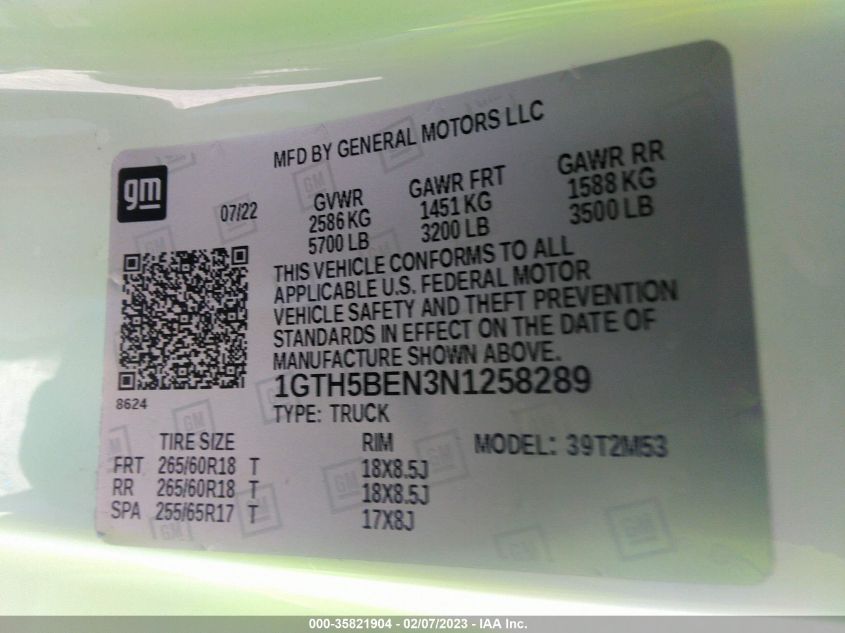 MFD BY GENERAL MOTORS LLC
gm
07/22
GVWR GAWR FRT GAWR RR
2586 KG 1451 KG 1588 KG
5700 LB 3200 LB 3500 LB
THIS VEHICLE CONFORMS TO ALL
APPLICABLE U.S. FEDERAL MOTOR
VEHICLE SAFETY AND THEFT PREVENTION
STANDARDS IN EFFECT ON THE DATE OF
MANUFACTURE SHOWN ABOVE.
1GTH5BEN3N1258289
8624
TYPE: TRUCK
TIRE SIZE RIM MODEL: 39T2M53
FRT 265/60R18 T 18X8.5J
RR 265/60R18 T 18X8.5J
SPA 255/65R17 T 17X8J
000-35821904 - 02/07/2023 - IAA Inc.